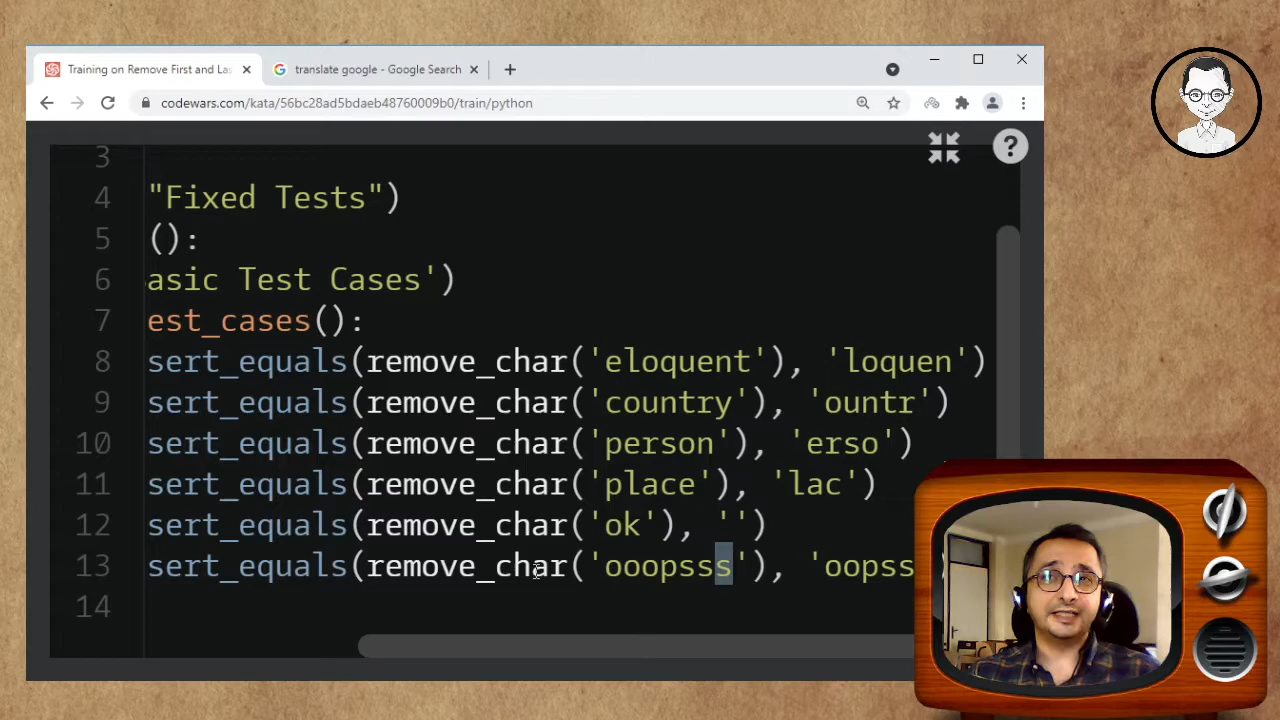 Training on Remove First and Las
translate google - Google Search
codewars.com/kata/56bc28ad5bdaeb48760009b0/train/python
?
3
4 "Fixed Tests")
5 ():
6 asic Test Cases')
7 est_cases():
8 sert_equals(remove_char('eloquent'), 'loquen')
9 sert_equals(remove_char('country'), 'ountr')
10 sert_equals(remove_char('person'), 'erso')
11 sert_equals(remove_char('place'), 'lac')
12 sert_equals(remove_char('ok'), '')
13 sert_equals(remove_char('ooopsss'), 'oopss
14